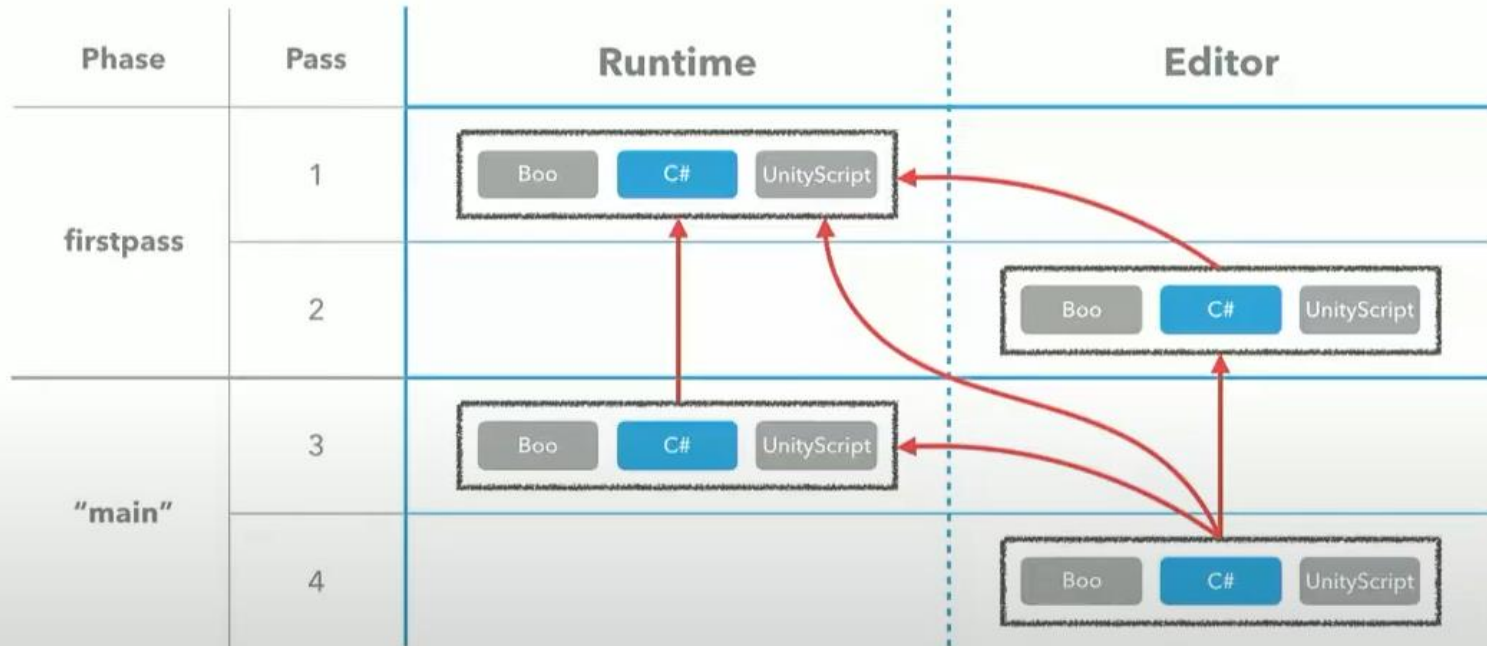 Phase Pass Runtime Editor
1 Boo C# UnityScript
firstpass
2 Boo C# UnityScript
3 Boo C# UnityScript
“main”
4 Boo C# UnityScript